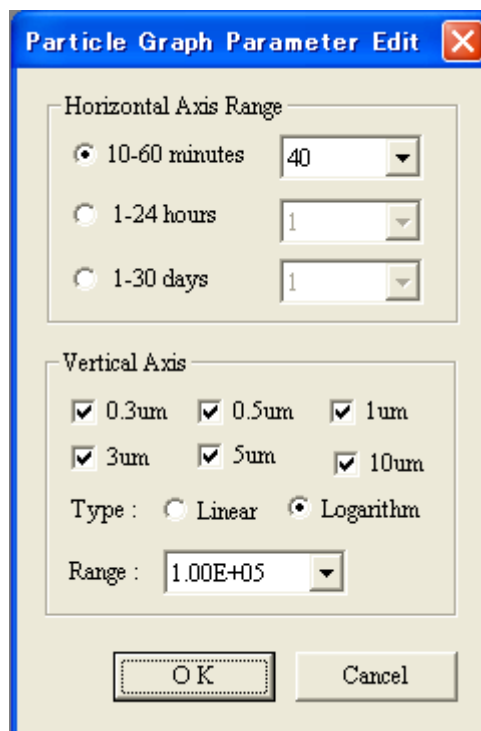 Particle Graph Parameter Edit
Horizontal Axis Range
10-60 minutes 40
1-24 hours 1
1-30 days 1
Vertical Axis
0.3um 0.5um 1um
3um 5um 10um
Type : Linear Logarithm
Range : 1.00E+05
OK Cancel